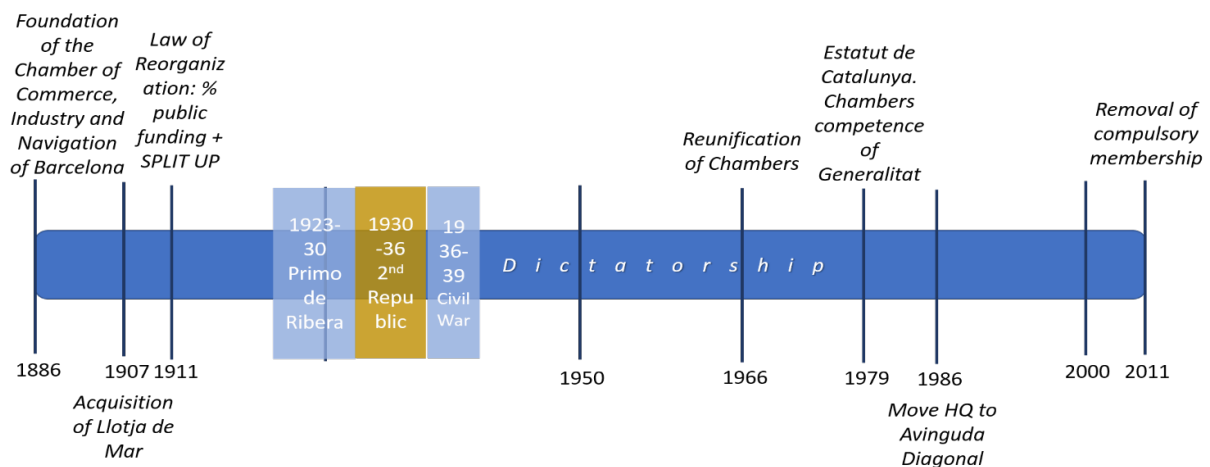 Foundation
of the
Chamber of
Commerce,
Industry and
Navigation
of Barcelona
Law of
Reorganiz
ation: %
public
funding +
SPLIT UP
Reunification
of Chambers
Estatut de
Catalunya.
Chambers
competence
of
Generalitat
Removal of
compulsory
membership
1923-
30
Primo
de
Ribera
1930
-36
2nd
Repu
blic
19
36-
39
Civil
War
Dictatorship
1886
1907
1911
1950
1966
1979
1986
2000
2011
Acquisition
of Llotja de
Mar
Move HQ to
Avinguda
Diagonal